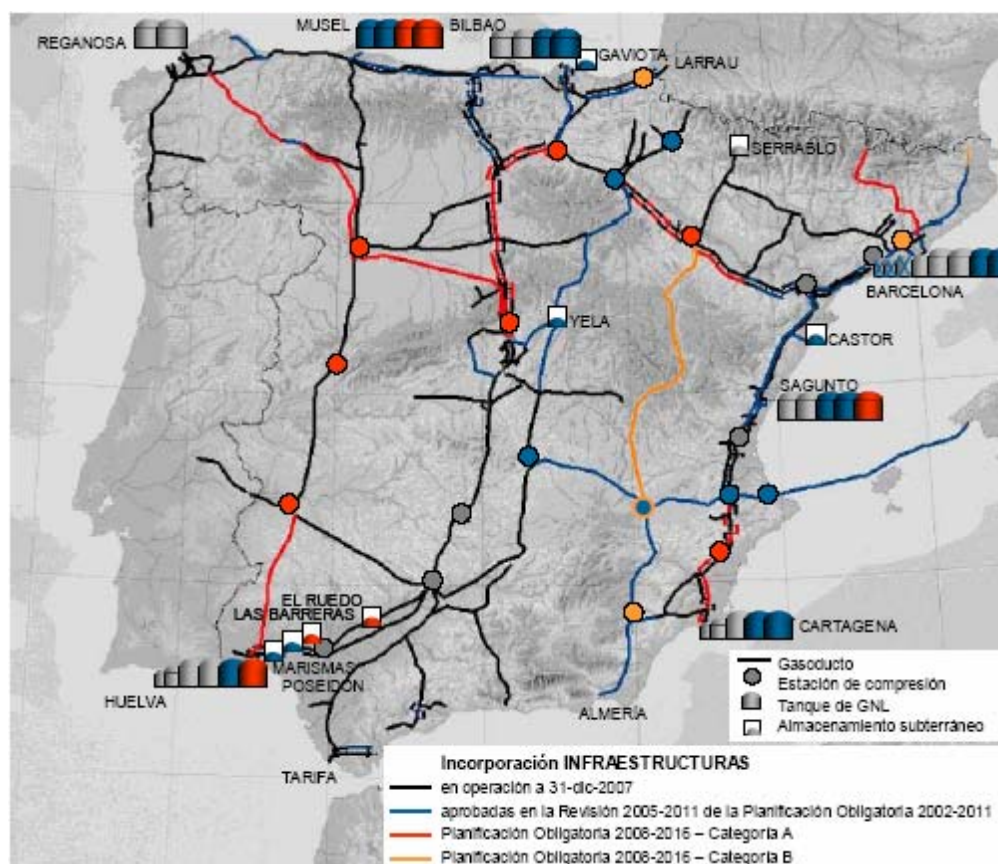 MUSEL
BILBAO
REGANOSA
GAVIOTA
LARRAU
SERRABLO
BARCELONA
YELA
CASTOR
SAGUNTO
EL RUEDO
LAS BARRERAS
MARISMAS
POSEIDÓN
HUELVA
CARTAGENA
ALMERÍA
TARIFA
Gasoducto
Estación de compresión
Tanque de GNL
Almacenamiento subterráneo
Incorporación INFRAESTRUCTURAS
en operación a 31-dic-2007
aprobadas en la Revisión 2005-2011 de la Planificación Obligatoria 2002-2011
Planificación Obligatoria 2008-2016 – Categoría A
Planificación Obligatoria 2008-2016 – Categoría B